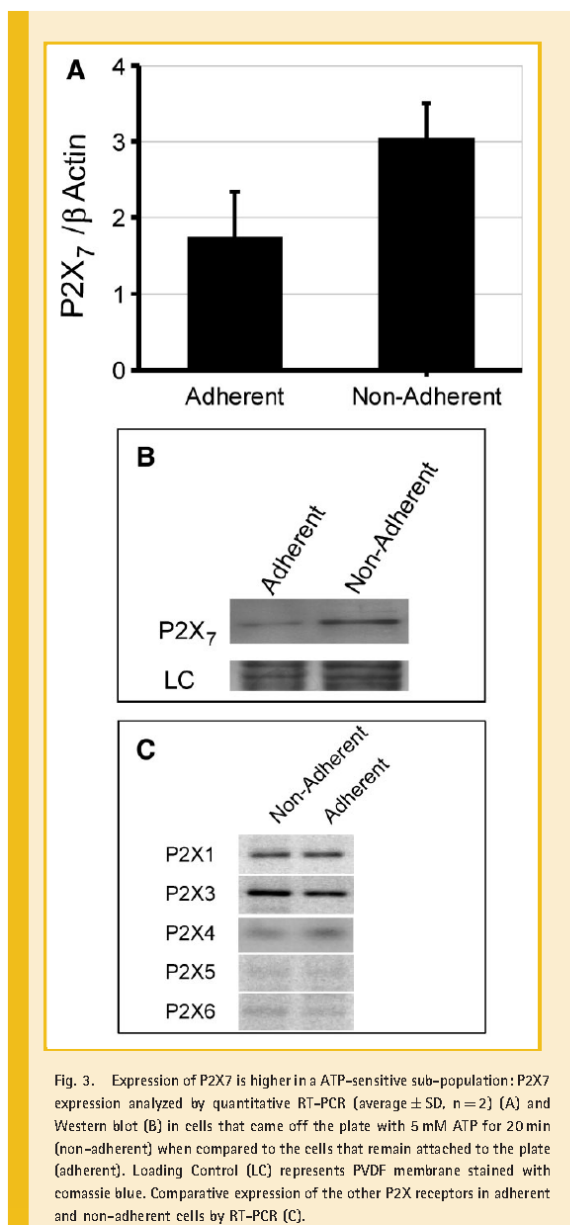 A
4
3
2
1
0
P2X7 /β Actin
Adherent Non-Adherent
B
Adherent Non-Adherent
P2X7
LC
C
Non-Adherent Adherent
P2X1
P2X3
P2X4
P2X5
P2X6
Fig. 3. Expression of P2X7 is higher in a ATP-sensitive sub-population: P2X7
expression analyzed by quantitative RT-PCR (average ± SD, n = 2) (A) and
Western blot (B) in cells that came off the plate with 5 mM ATP for 20 min
(non-adherent) when compared to the cells that remain attached to the plate
(adherent). Loading Control (LC) represents PVDF membrane stained with
comassie blue. Comparative expression of the other P2X receptors in adherent
and non-adherent cells by RT-PCR (C).